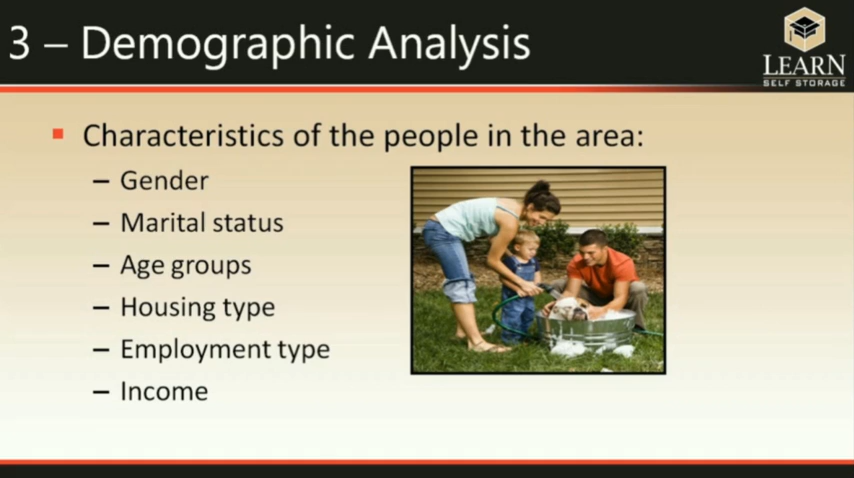 3 – Demographic Analysis
LEARN
SELF STORAGE
▪ Characteristics of the people in the area:
– Gender
– Marital status
– Age groups
– Housing type
– Employment type
– Income